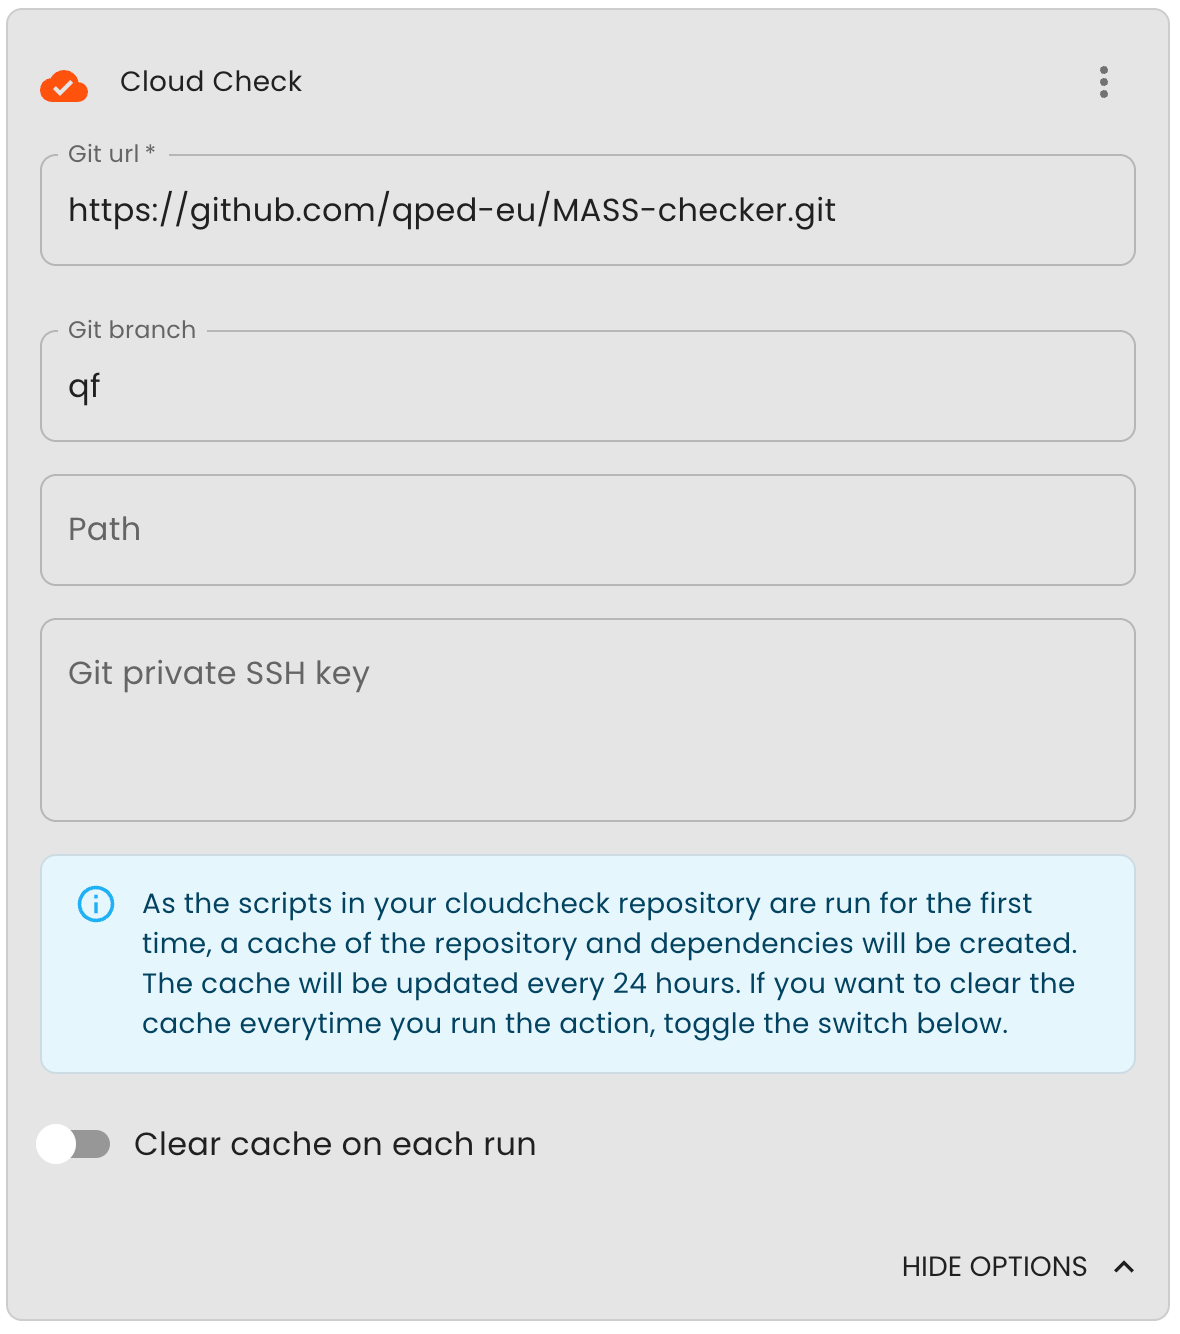 Cloud Check
Git url *
https://github.com/qped-eu/MASS-checker.git
Git branch
qf
Path
Git private SSH key
As the scripts in your cloudcheck repository are run for the first
time, a cache of the repository and dependencies will be created.
The cache will be updated every 24 hours. If you want to clear the
cache everytime you run the action, toggle the switch below.
Clear cache on each run
HIDE OPTIONS